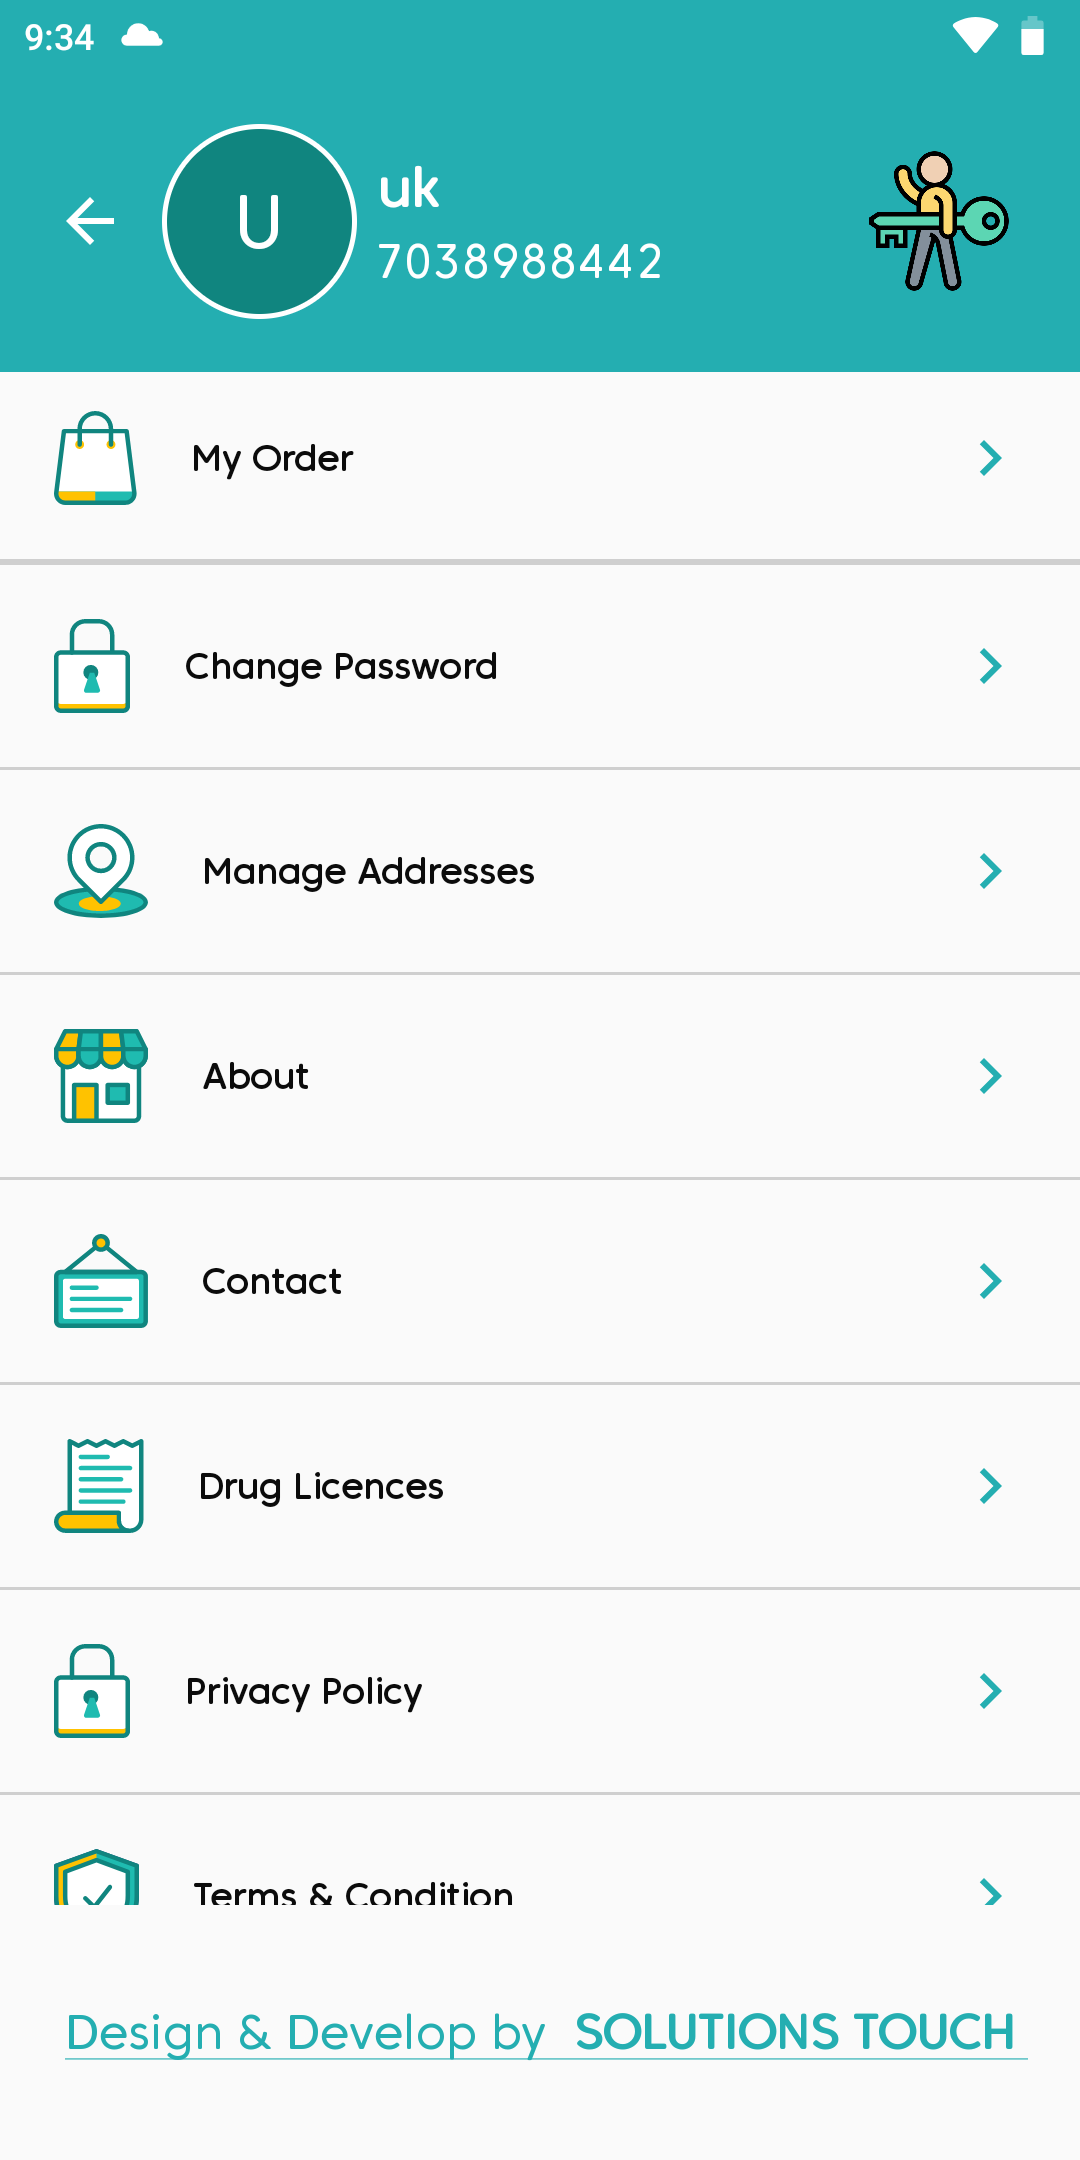 9:34
U
uk
7038988442
My Order
Change Password
Manage Addresses
About
Contact
Drug Licences
Privacy Policy
Terms & Condition
Design & Develop by SOLUTIONS TOUCH